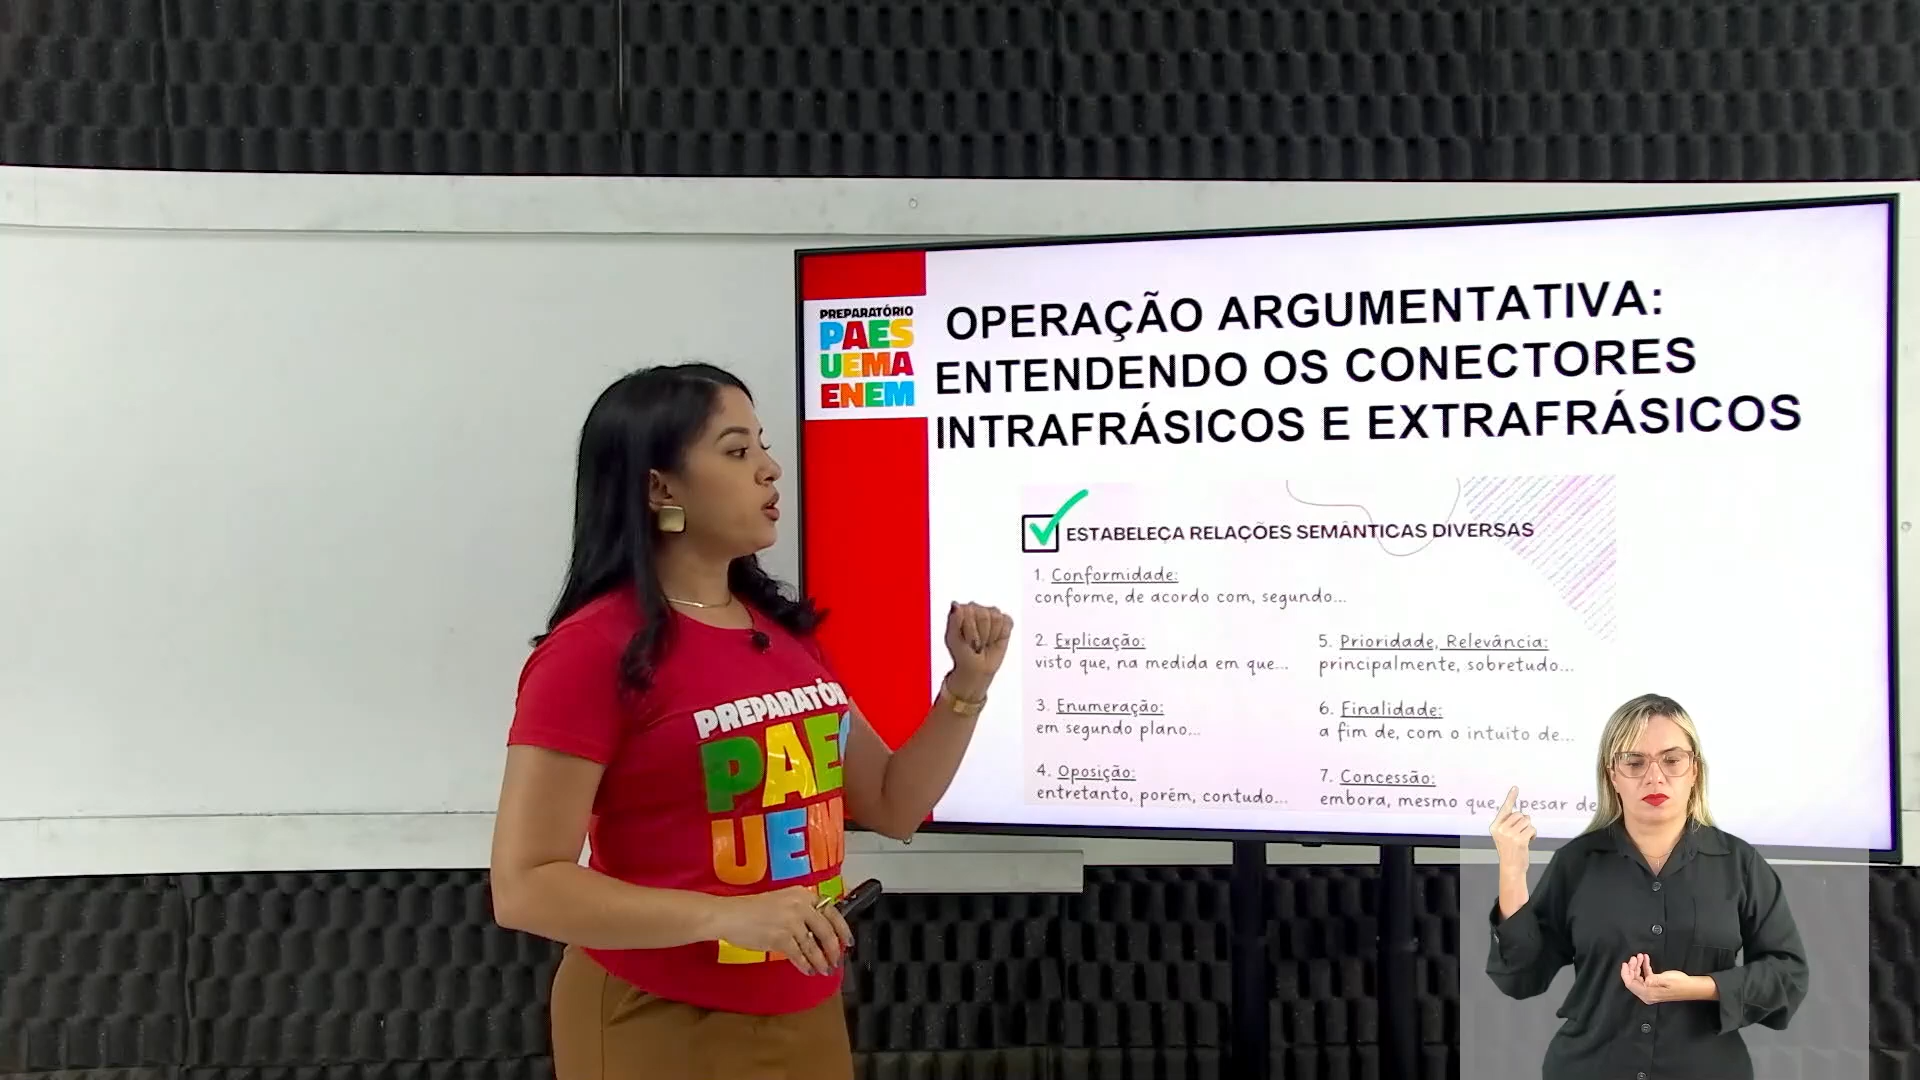 PREPARATÓRIO
PAES
UEMA
ENEM
OPERAÇÃO ARGUMENTATIVA:
ENTENDENDO OS CONECTORES
INTRAFRÁSICOS E EXTRAFRÁSICOS
ESTABELEÇA RELAÇÕES SEMÂNTICAS DIVERSAS
1. Conformidade:
conforme, de acordo com, segundo...
2. Explicação:
visto que, na medida em que...
3. Enumeração:
em segundo plano...
4. Oposição:
entretanto, porém, contudo...
5. Prioridade, Relevância:
principalmente, sobretudo...
6. Finalidade:
a fim de, com o intuito de...
7. Concessão:
embora, mesmo que, apesar de
PREPARATÓ
PAE
UEM